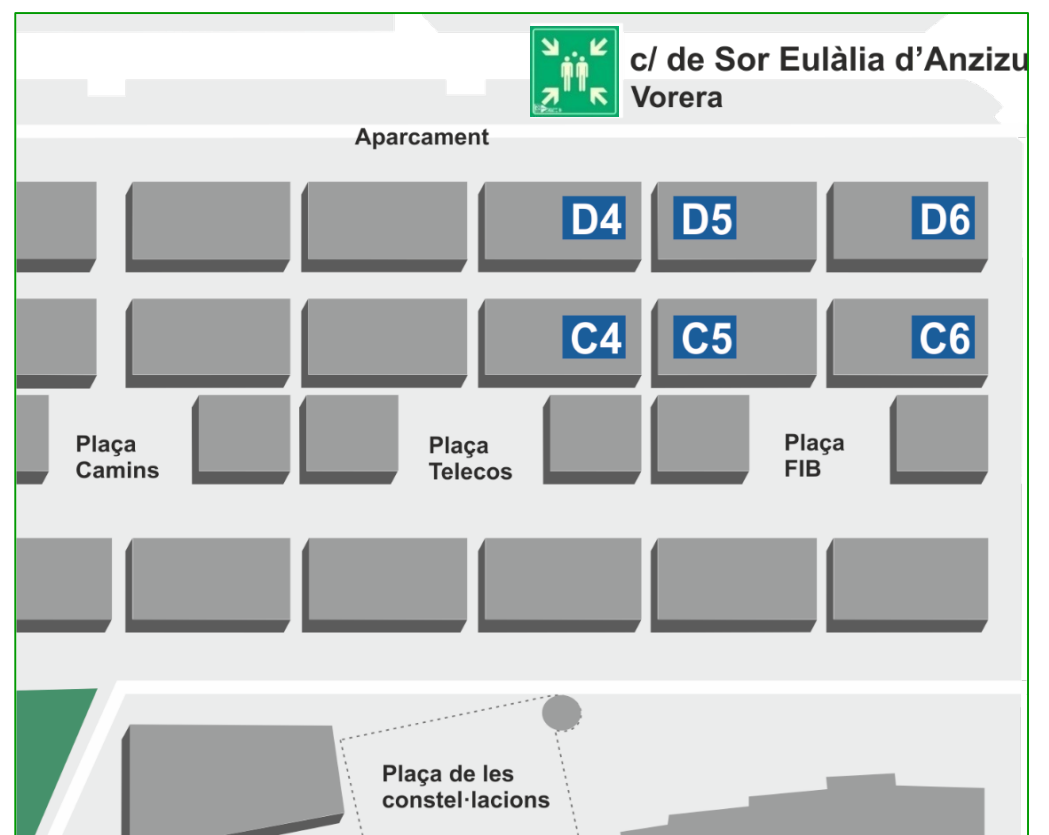 c/ de Sor Eulàlia d'Anzizu
Vorera
Aparcament
D4 D5 D6
C4 C5 C6
Plaça
Camins
Plaça
Telecos
Plaça
FIB
Plaça de les
constel·lacions